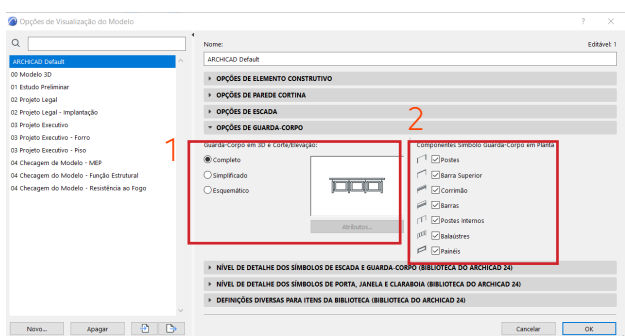 Opções de Visualização do Modelo
?
Nome:
Editável: 1
ARCHICAD Default
ARCHICAD Default
00 Modelo 3D
01 Estudo Preliminar
02 Projeto Legal
02 Projeto Legal - Implantação
03 Projeto Executivo
03 Projeto Executivo - Forro
03 Projeto Executivo - Piso
04 Checagem de Modelo - MEP
04 Checagem do Modelo - Função Estrutural
04 Checagem do Modelo - Resistência ao Fogo
OPÇÕES DE ELEMENTO CONSTRUTIVO
OPÇÕES DE PAREDE CORTINA
OPÇÕES DE ESCADA
OPÇÕES DE GUARDA-CORPO
1
2
Guarda-Corpo em 3D e Corte/Elevação:
Completo
Simplificado
Esquemático
Atributos...
Componentes Símbolo Guarda-Corpo em Planta
Postes
Barra Superior
Corrimão
Barras
Postes Internos
Balaústres
Painéis
NÍVEL DE DETALHE DOS SÍMBOLOS DE ESCADA E GUARDA-CORPO (BIBLIOTECA DO ARCHICAD 24)
NÍVEL DE DETALHE DOS SÍMBOLOS DE PORTA, JANELA E CLARABOIA (BIBLIOTECA DO ARCHICAD 24)
DEFINIÇÕES DIVERSAS PARA ITENS DA BIBLIOTECA (BIBLIOTECA DO ARCHICAD 24)
Novo...
Apagar
Cancelar
OK